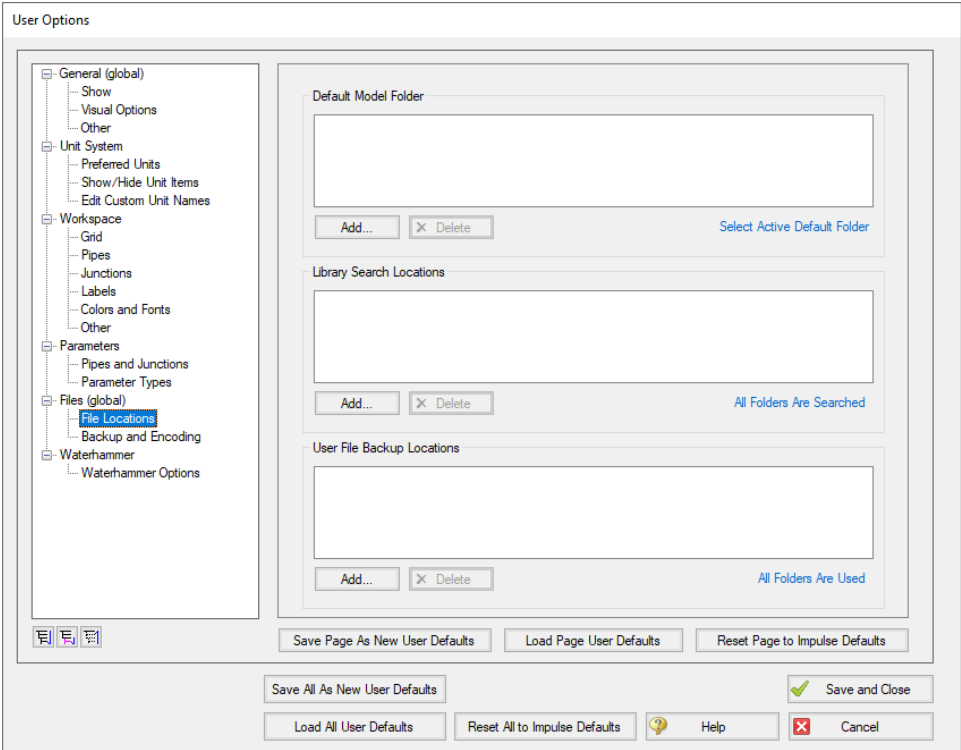 User Options
General (global)
Show
Visual Options
Other
Unit System
Preferred Units
Show/Hide Unit Items
Edit Custom Unit Names
Workspace
Grid
Pipes
Junctions
Labels
Colors and Fonts
Other
Parameters
Pipes and Junctions
Parameter Types
Files (global)
File Locations
Backup and Encoding
Waterhammer
Waterhammer Options
Default Model Folder
Add... Delete Select Active Default Folder
Library Search Locations
Add... Delete All Folders Are Searched
User File Backup Locations
Add... Delete All Folders Are Used
Save Page As New User Defaults Load Page User Defaults Reset Page to Impulse Defaults
Save All As New User Defaults Save and Close
Load All User Defaults Reset All to Impulse Defaults Help Cancel